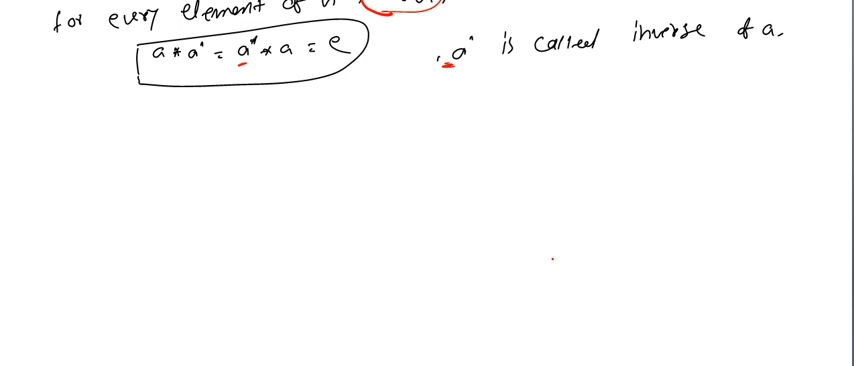 for every element of
a * a' = a' * a = e , a' is called inverse of a.